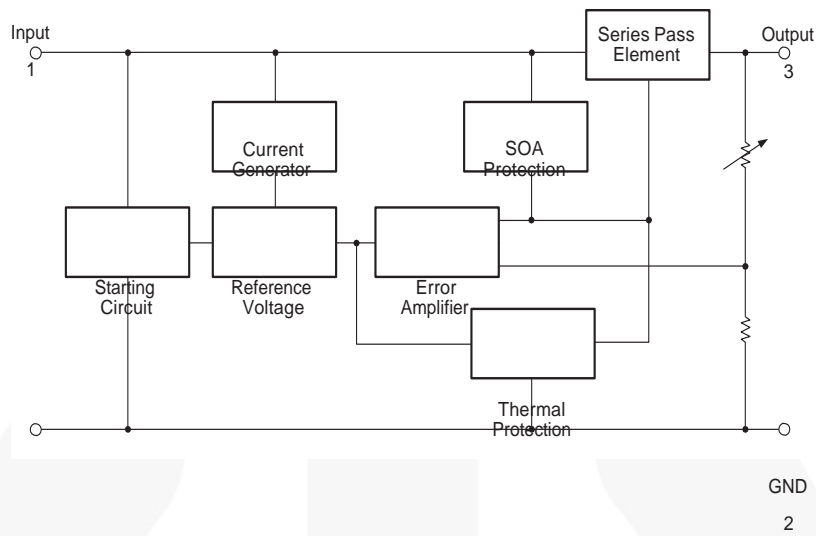 Input
1
Series Pass
Element
Output
3
Current
Generator
SOA
Protection
Starting
Circuit
Reference
Voltage
Error
Amplifier
Thermal
Protection
GND
2